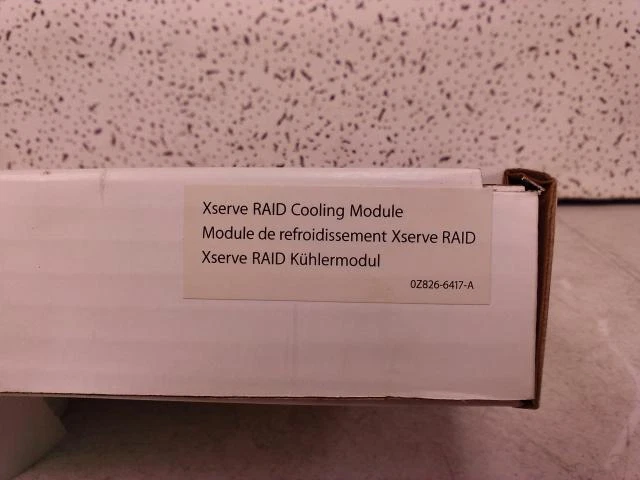 Xserve RAID Cooling Module
Module de refroidissement Xserve RAID
Xserve RAID Kühlermodul
0Z826-6417-A